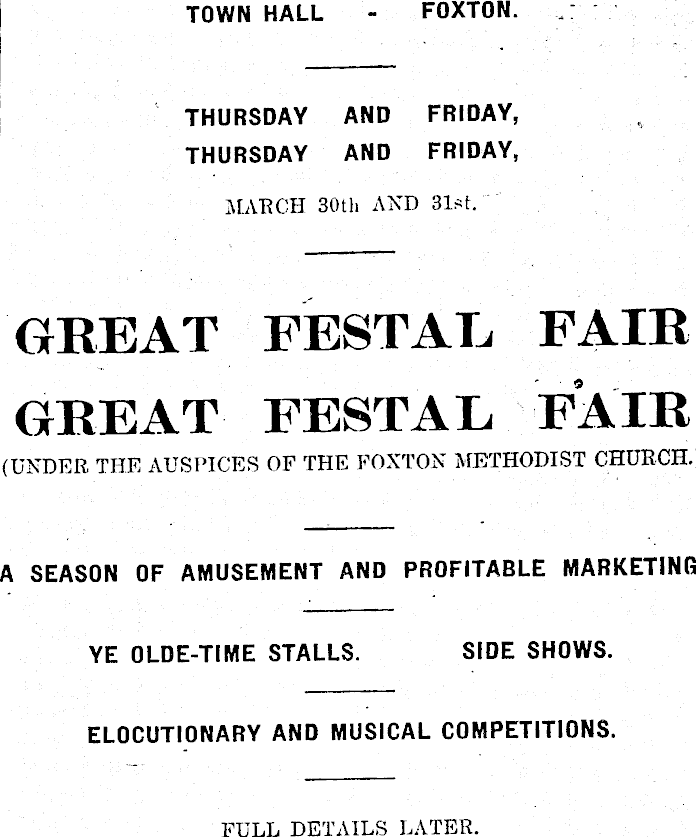 TOWN HALL - FOXTON.
THURSDAY AND FRIDAY,
THURSDAY AND FRIDAY,
MARCH 30th AND 31st.
GREAT FESTAL FAIR
GREAT FESTAL FAIR
(UNDER THE AUSPICES OF THE FOXTON METHODIST CHURCH.
A SEASON OF AMUSEMENT AND PROFITABLE MARKETING
YE OLDE-TIME STALLS. SIDE SHOWS.
ELOCUTIONARY AND MUSICAL COMPETITIONS.
FULL DETAILS LATER.